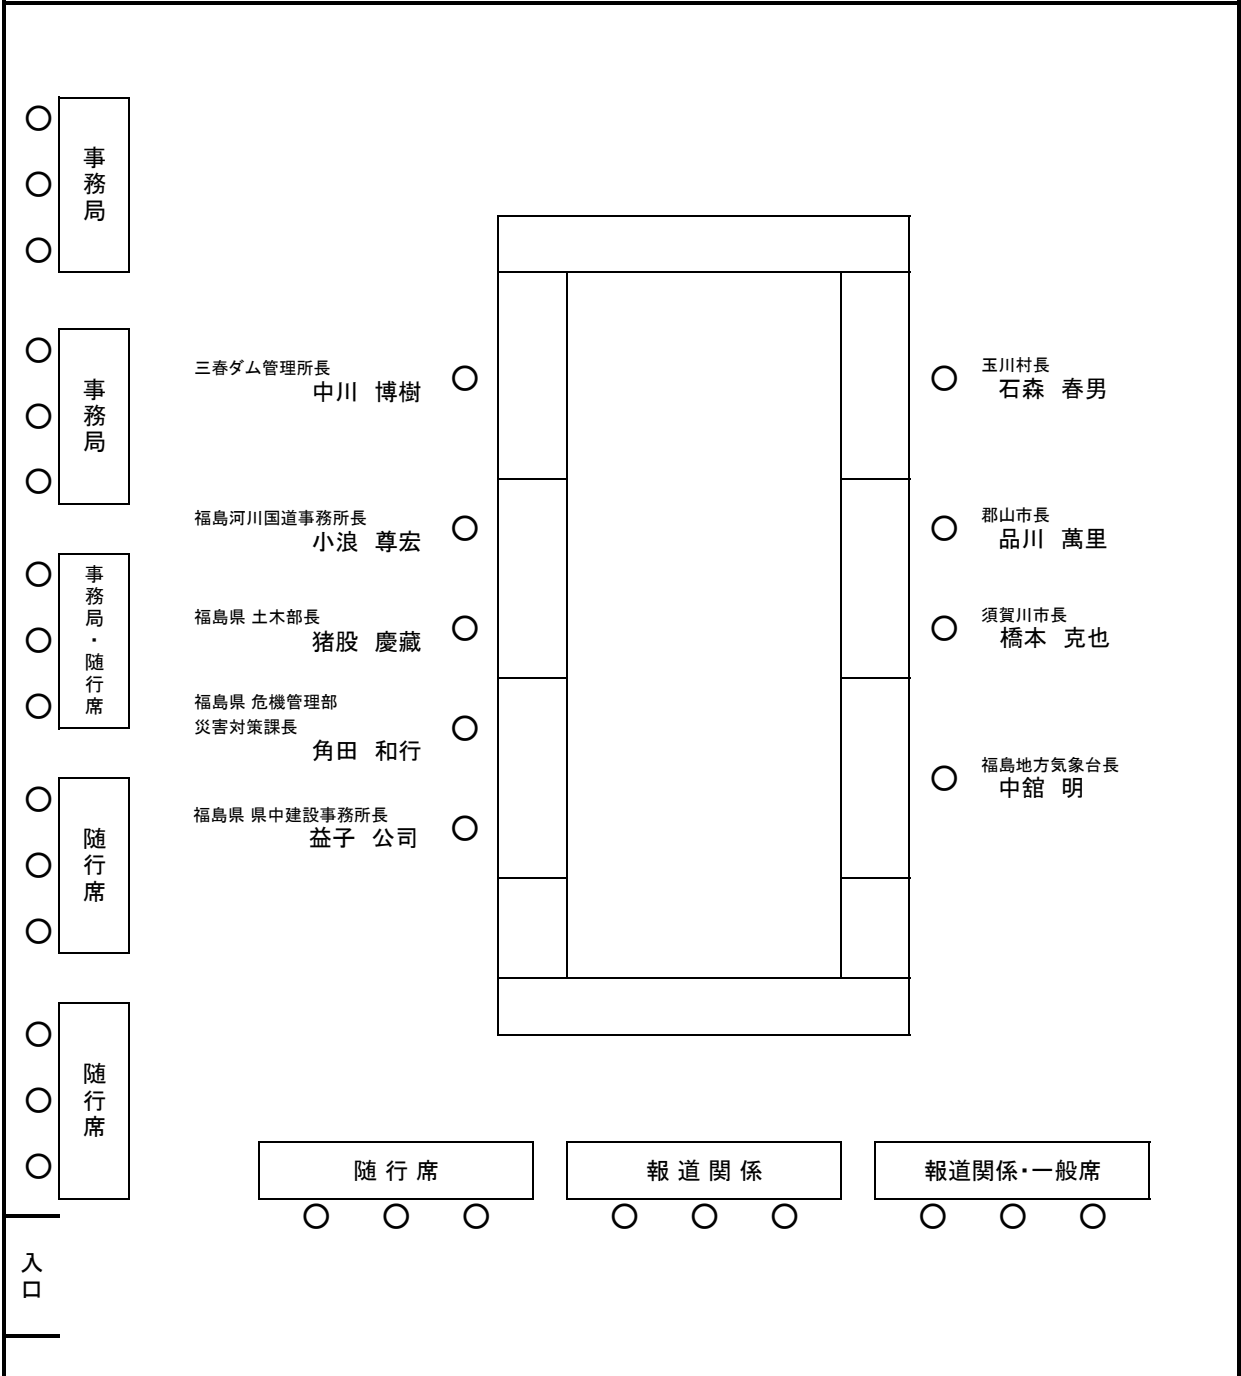 事務局
事務局
事務局・随行席
随行席
随行席
入口
三春ダム管理所長
中川 博樹
福島河川国道事務所長
小浪 尊宏
福島県 土木部長
猪股 慶藏
福島県 危機管理部
災害対策課長
角田 和行
福島県 県中建設事務所長
益子 公司
玉川村長
石森 春男
郡山市長
品川 萬里
須賀川市長
橋本 克也
福島地方気象台長
中舘 明
随行席
報道関係
報道関係・一般席